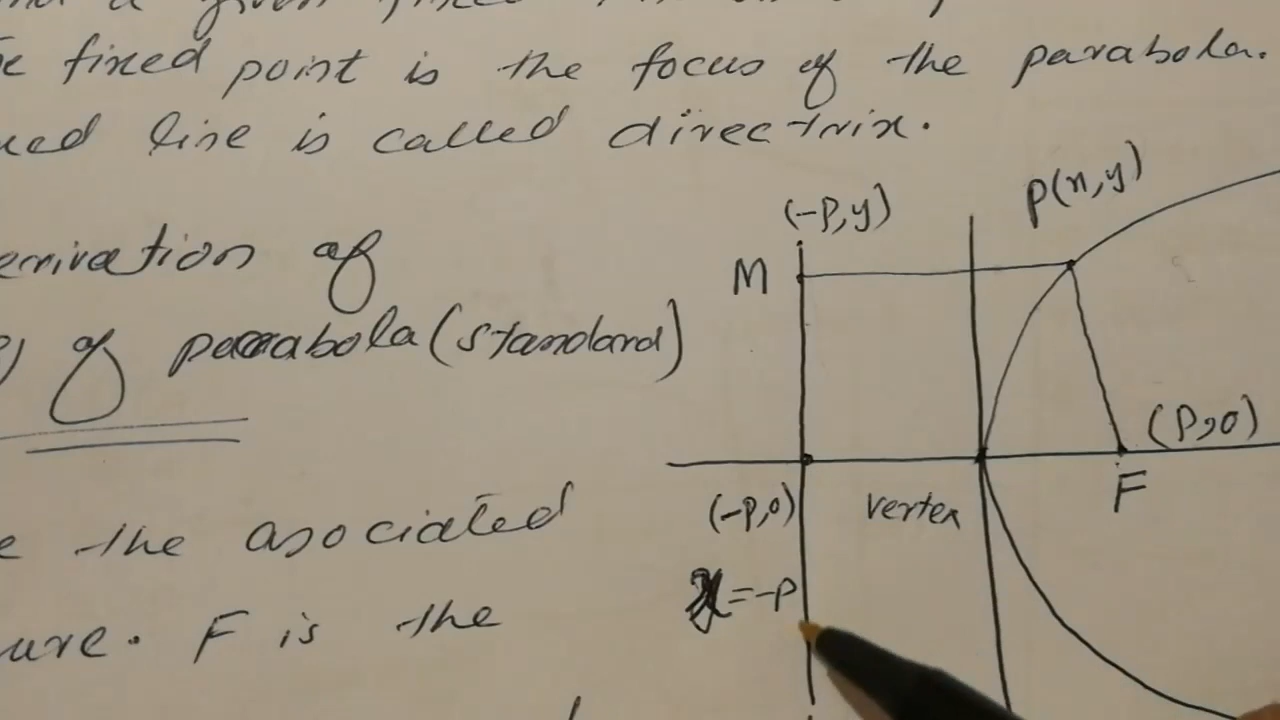 fixed point is the focus of the parabola.
line is called directrix.
of
of parabola (standard)
the asociated
F is the
P(x,y)
(-P,y)
M
(P,0)
F
(-P,0)
vertex
x=-P